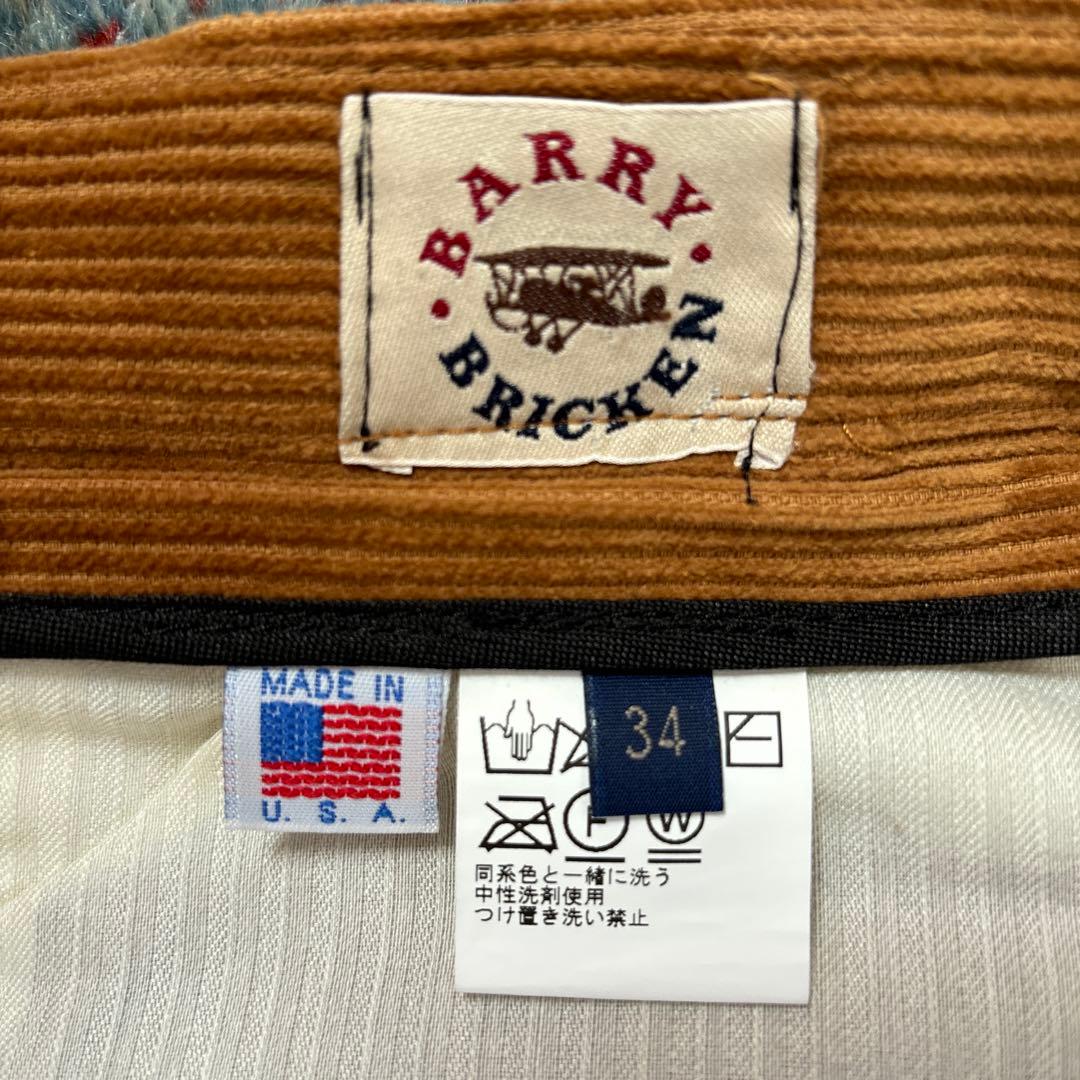 BARRY
BRICKEN
MADE IN
U. S. A.
34
F
W
同系色と一緒に洗う
中性洗剤使用
つけ置き洗い禁止